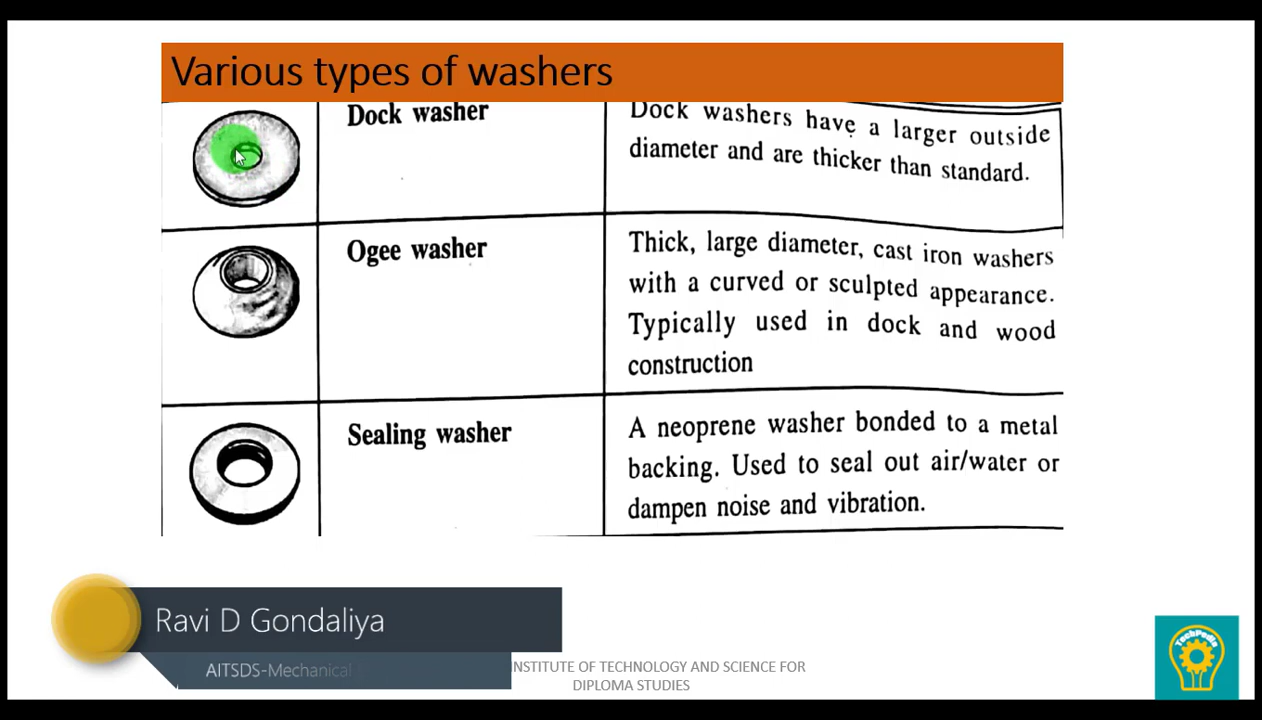 Various types of washers
Dock washer
Dock washers have a larger outside
diameter and are thicker than standard.
Ogee washer
Thick, large diameter, cast iron washers
with a curved or sculpted appearance.
Typically used in dock and wood
construction
Sealing washer
A neoprene washer bonded to a metal
backing. Used to seal out air/water or
dampen noise and vibration.
Ravi D Gondaliya
AITSDS-Mechanical
NSTITUTE OF TECHNOLOGY AND SCIENCE FOR
DIPLOMA STUDIES
TechPedia